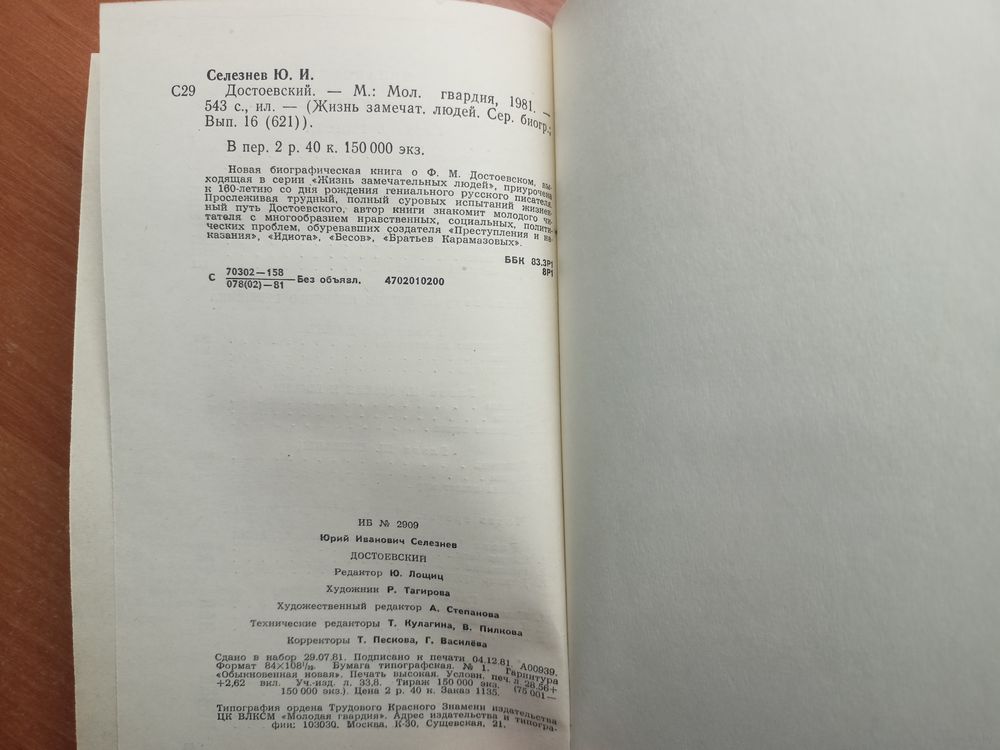 Селезнев Ю. И.
С29 Достоевский. — М.: Мол. гвардия, 1981. —
543 с., ил. — (Жизнь замечат. людей. Сер. биогр.;
Вып. 16 (621)).
В пер. 2 р. 40 к. 150 000 экз.
Новая биографическая книга о Ф. М. Достоевском, вы-
ходящая в серии «Жизнь замечательных людей», приурочена
к 160-летию со дня рождения гениального русского писателя.
Прослеживая трудный, полный суровых испытаний жизнен-
ный путь Достоевского, автор книги знакомит молодого чи-
тателя с многообразием нравственных, социальных, полити-
ческих проблем, обуревавших создателя «Преступления и на-
казания», «Идиота», «Бесов», «Братьев Карамазовых».
ББК 83.3Р1
8Р1
С 70302—158
078(02)—81 Без объявл. 4702010200
ИБ № 2909
Юрий Иванович Селезнев
ДОСТОЕВСКИЙ
Редактор Ю. Лощиц
Художник Р. Тагирова
Художественный редактор А. Степанова
Технические редакторы Т. Кулагина, В. Пилкова
Корректоры Т. Пескова, Г. Василёва
Сдано в набор 29.07.81. Подписано к печати 04.12.81. А00939.
Формат 84×108¹/₃₂. Бумага типографская. № 1. Гарнитура
«Обыкновенная новая». Печать высокая. Условн. печ. л 28,56+
+2,62 вкл. Уч.-изд. л. 33,8. Тираж 150 000 экз. (75 001—
150 000 экз.). Цена 2 р. 40 к. Заказ 1135.
Типография ордена Трудового Красного Знамени издательства
ЦК ВЛКСМ «Молодая гвардия». Адрес издательства и типогра-
фии: 103030, Москва, К-30, Сущевская, 21.